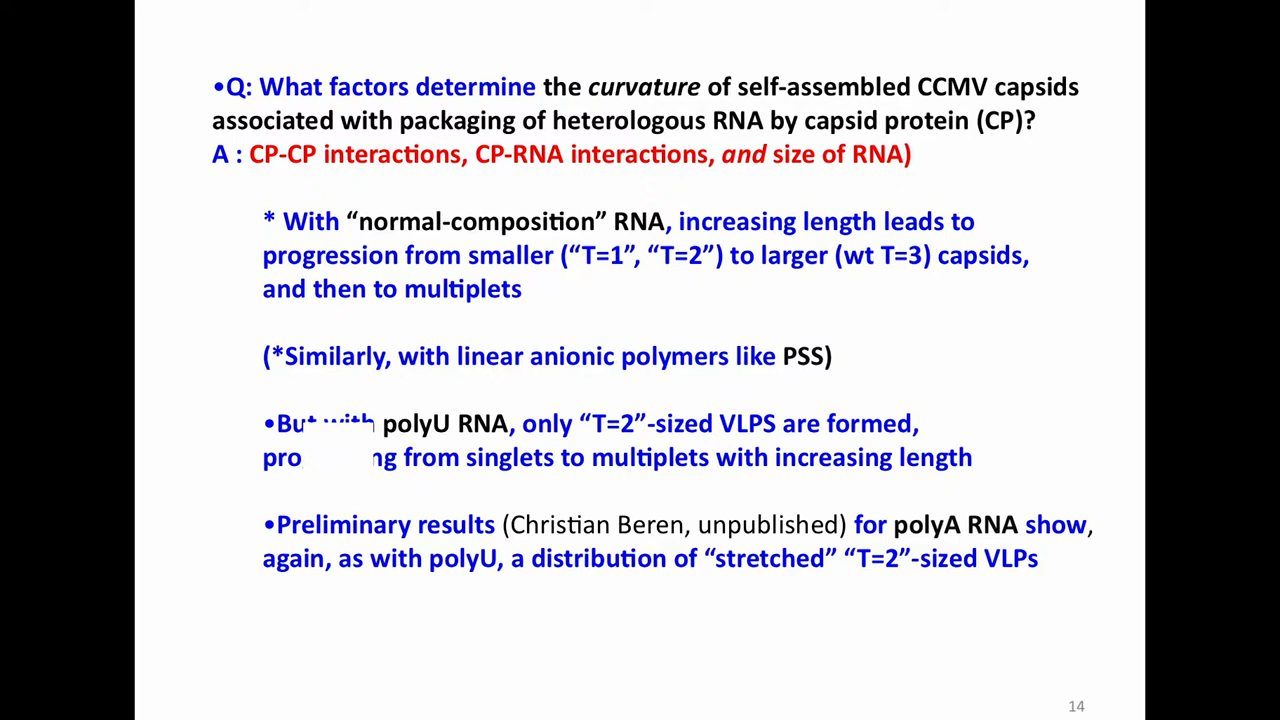 •Q: What factors determine the curvature of self-assembled CCMV capsids
associated with packaging of heterologous RNA by capsid protein (CP)?
A : CP-CP interactions, CP-RNA interactions, and size of RNA)
* With “normal-composition” RNA, increasing length leads to
progression from smaller (“T=1”, “T=2”) to larger (wt T=3) capsids,
and then to multiplets
(*Similarly, with linear anionic polymers like PSS)
•But with polyU RNA, only “T=2”-sized VLPS are formed,
from singlets to multiplets with increasing length
•Preliminary results (Christian Beren, unpublished) for polyA RNA show,
again, as with polyU, a distribution of “stretched” “T=2”-sized VLPs
14